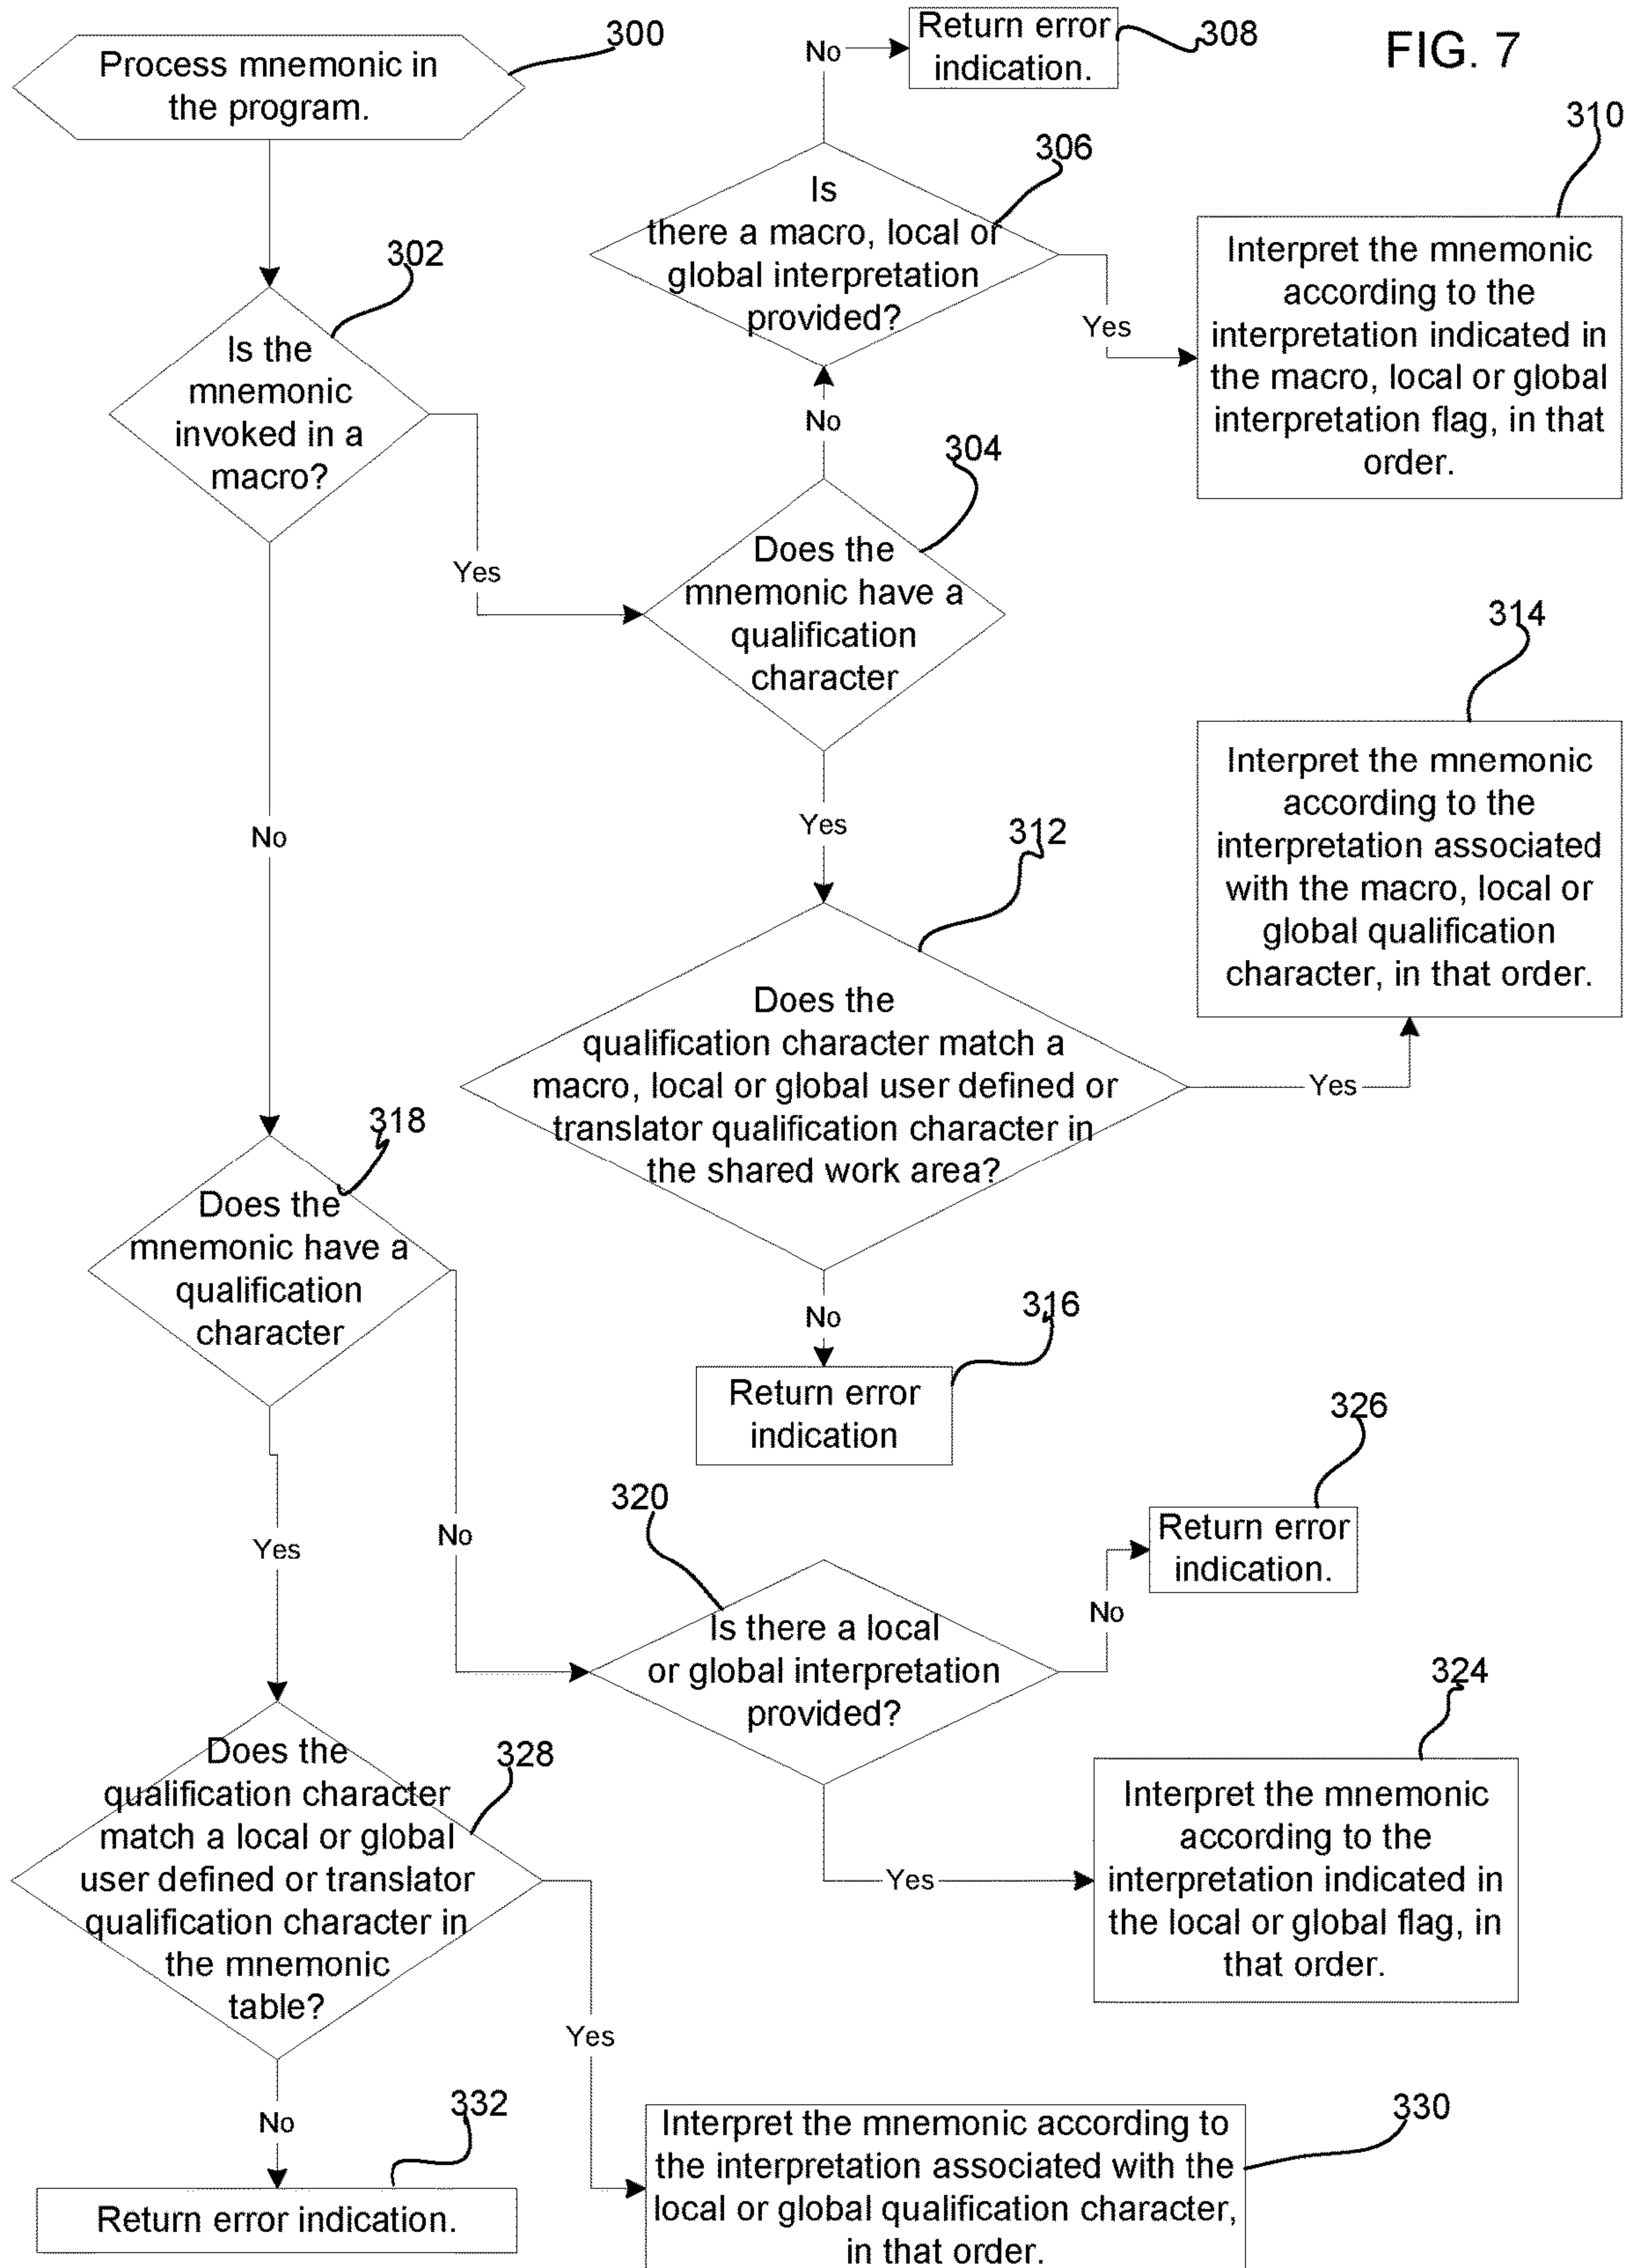 FIG. 7
300
Process mnemonic in
the program.
302
Is the
mnemonic
invoked in a
macro?
Yes
No
304
Does the
mnemonic have a
qualification
character
No
Yes
306
Is
there a macro, local or
global interpretation
provided?
No
Yes
308
Return error
indication.
310
Interpret the mnemonic
according to the
interpretation indicated in
the macro, local or global
interpretation flag, in that
order.
312
Does the
qualification character match a
macro, local or global user defined or
translator qualification character in
the shared work area?
Yes
No
314
Interpret the mnemonic
according to the
interpretation associated
with the macro, local or
global qualification
character, in that order.
316
Return error
indication
318
Does the
mnemonic have a
qualification
character
Yes
No
320
Is there a local
or global interpretation
provided?
No
Yes
326
Return error
indication.
324
Interpret the mnemonic
according to the
interpretation indicated in
the local or global flag, in
that order.
328
Does the
qualification character
match a local or global
user defined or translator
qualification character in
the mnemonic
table?
Yes
No
332
Return error indication.
330
Interpret the mnemonic according to
the interpretation associated with the
local or global qualification character,
in that order.